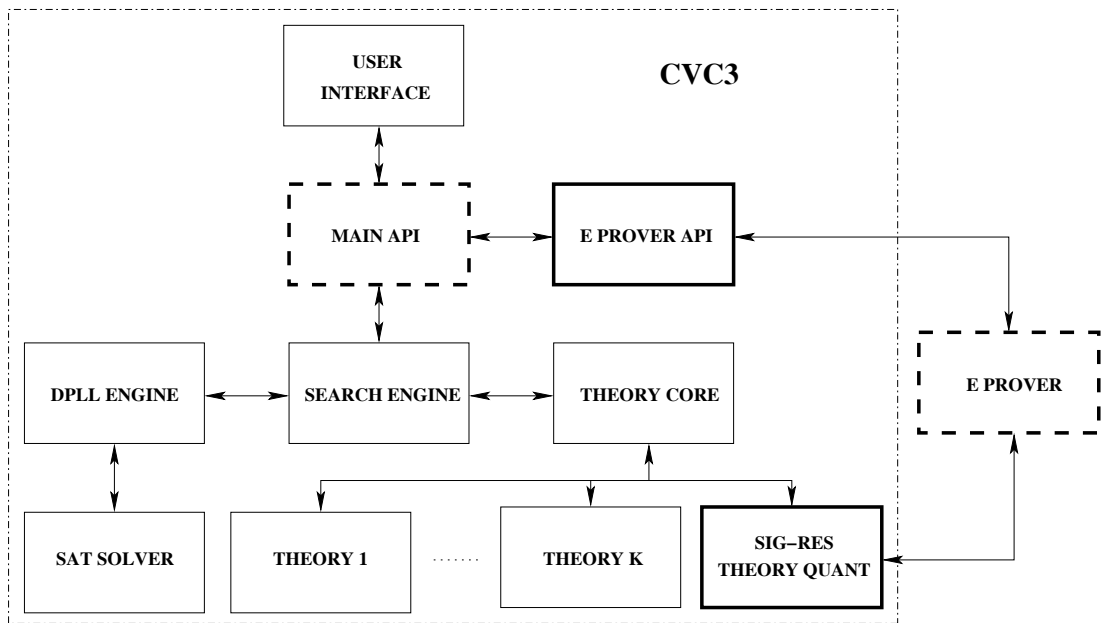 USER
INTERFACE
CVC3
MAIN API
E PROVER API
DPLL ENGINE
SEARCH ENGINE
THEORY CORE
E PROVER
SAT SOLVER
THEORY 1
........
THEORY K
SIG–RES
THEORY QUANT